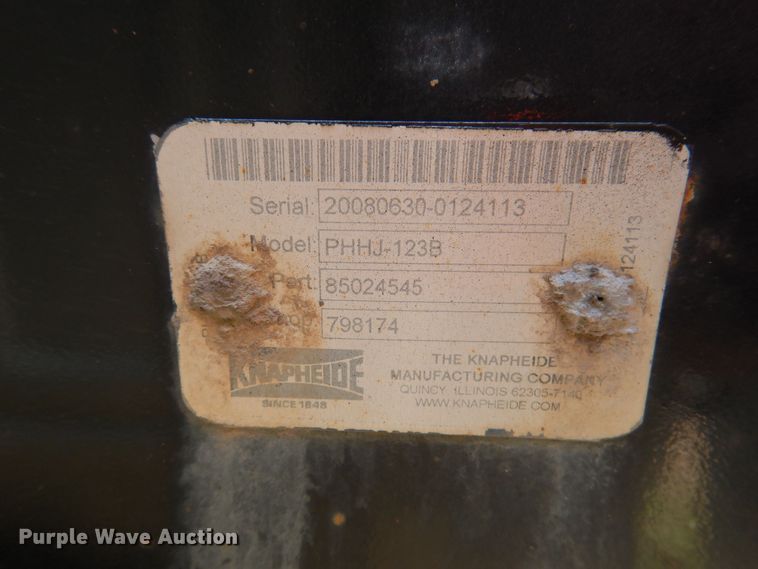 Serial: 20080630-0124113
Model: PHHJ-123B
Part: 85024545
798174
KNAPHEIDE
SINCE 1848
THE KNAPHEIDE
MANUFACTURING COMPANY
QUINCY, ILLINOIS 62305-7140
WWW.KNAPHEIDE.COM
124113
Purple Wave Auction